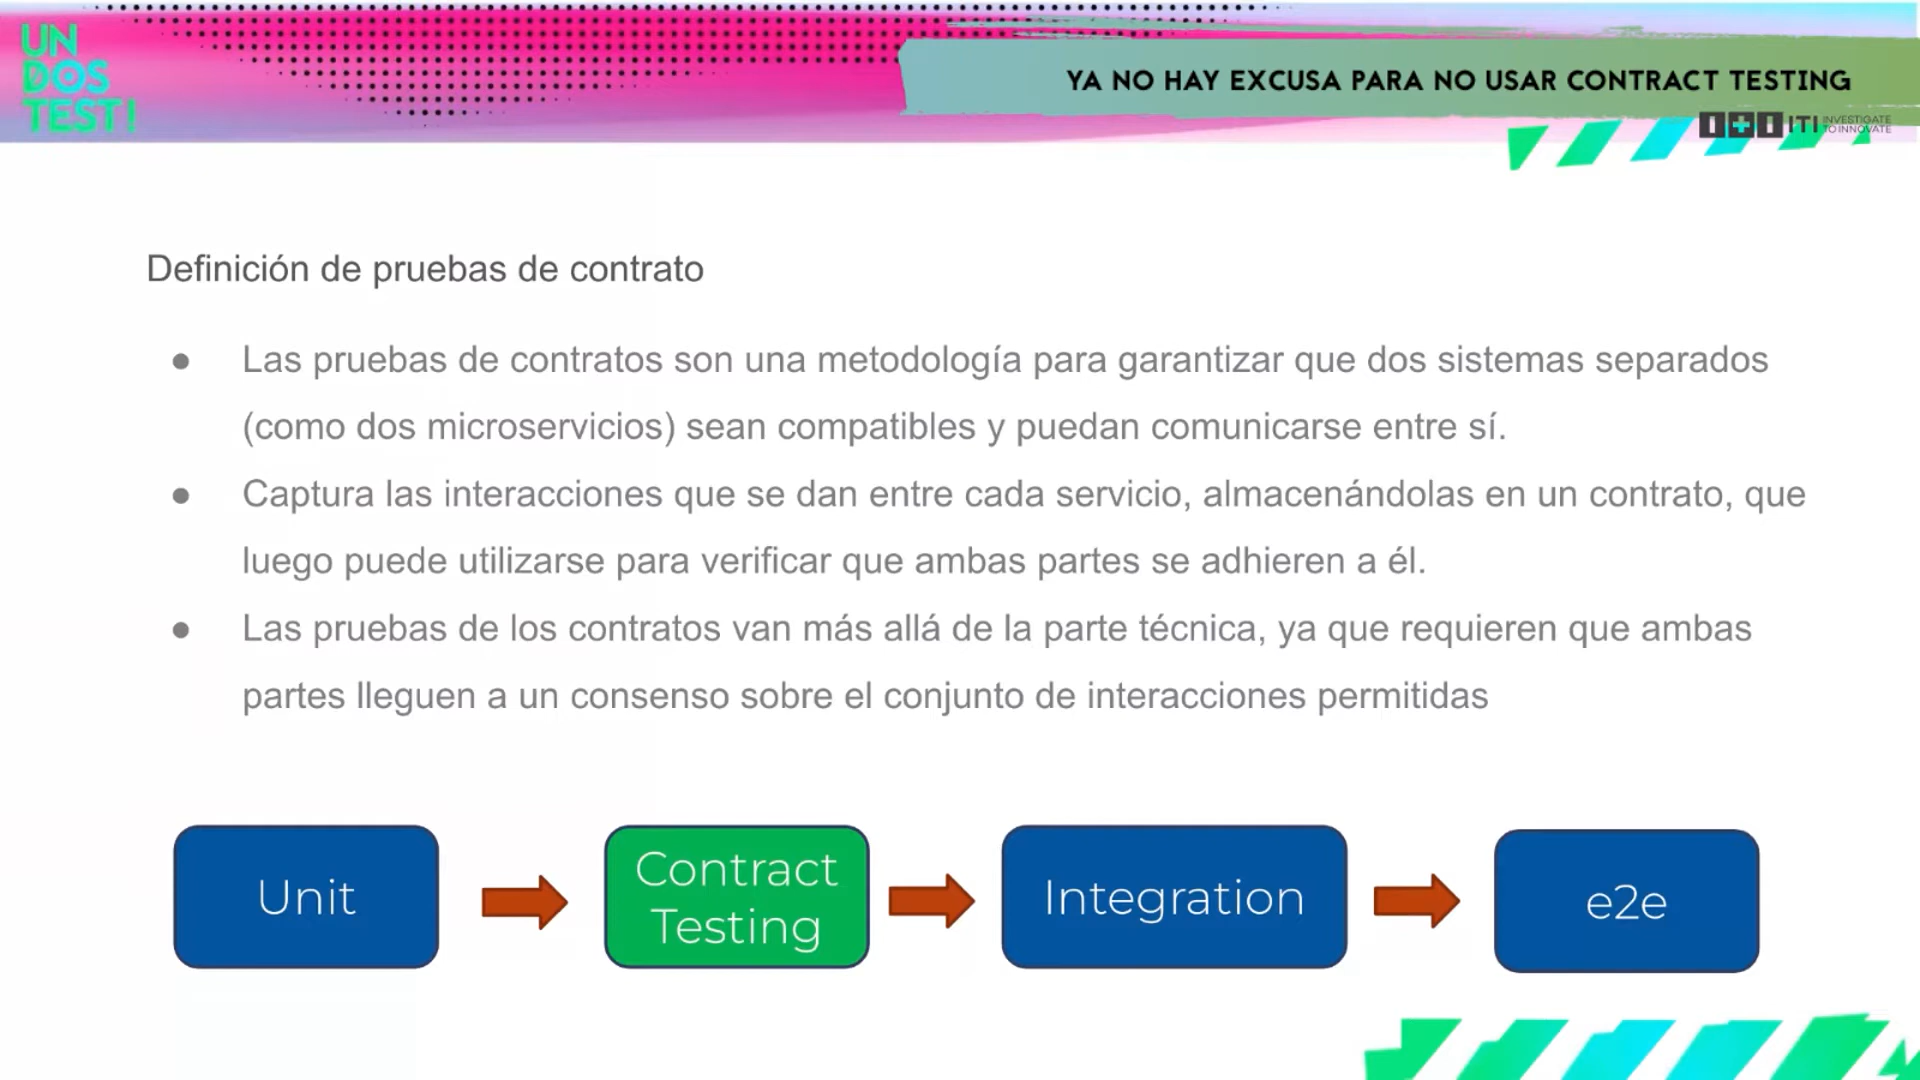 UN
DOS
TEST!
YA NO HAY EXCUSA PARA NO USAR CONTRACT TESTING
ITI INVESTIGATE
TO INNOVATE
Definición de pruebas de contrato
● Las pruebas de contratos son una metodología para garantizar que dos sistemas separados
(como dos microservicios) sean compatibles y puedan comunicarse entre sí.
● Captura las interacciones que se dan entre cada servicio, almacenándolas en un contrato, que
luego puede utilizarse para verificar que ambas partes se adhieren a él.
● Las pruebas de los contratos van más allá de la parte técnica, ya que requieren que ambas
partes lleguen a un consenso sobre el conjunto de interacciones permitidas
Unit
Contract
Testing
Integration
e2e